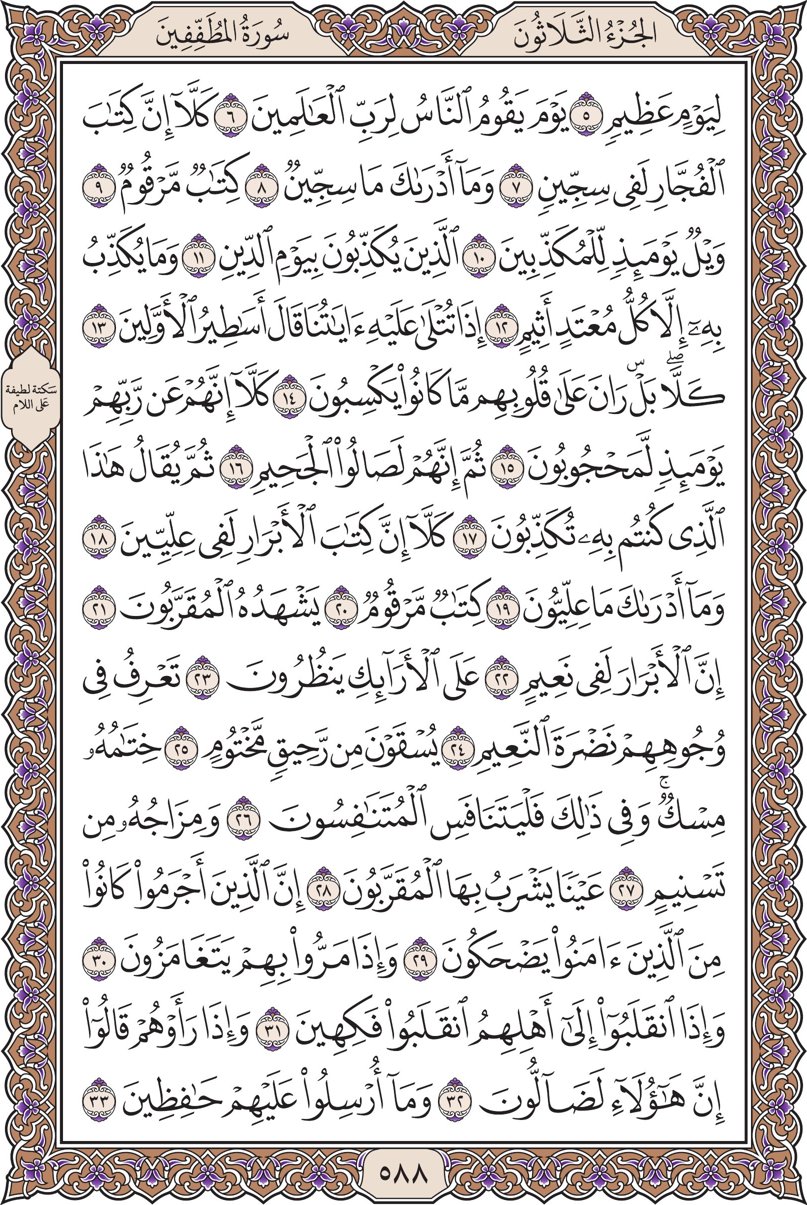 الجُزْءُ الثَّلَاثُونَ
سُورَةُ المُطَفِّفِينَ
لِيَوْمٍ عَظِيمٖ ٥ يَوْمَ يَقُومُ ٱلنَّاسُ لِرَبِّ ٱلْعَٰلَمِينَ ٦ كَلَّآ إِنَّ كِتَٰبَ
ٱلْفُجَّارِ لَفِى سِجِّينٖ ٧ وَمَآ أَدْرَىٰكَ مَا سِجِّينٞ ٨ كِتَٰبٞ مَّرْقُومٞ ٩
وَيْلٞ يَوْمَئِذٖ لِّلْمُكَذِّبِينَ ١٠ ٱلَّذِينَ يُكَذِّبُونَ بِيَوْمِ ٱلدِّينِ ١١ وَمَا يُكَذِّبُ
بِهِۦٓ إِلَّا كُلُّ مُعْتَدٍ أَثِيمٍ ١٢ إِذَا تُتْلَىٰ عَلَيْهِ ءَايَٰتُنَا قَالَ أَسَٰطِيرُ ٱلْأَوَّلِينَ ١٣
كَلَّاۖ بَلْۜ رَانَ عَلَىٰ قُلُوبِهِم مَّا كَانُوا۟ يَكْسِبُونَ ١٤ كَلَّآ إِنَّهُمْ عَن رَّبِّهِمْ
سكتة لطيفة
على اللام
يَوْمَئِذٖ لَّمَحْجُوبُونَ ١٥ ثُمَّ إِنَّهُمْ لَصَالُوا۟ ٱلْجَحِيمِ ١٦ ثُمَّ يُقَالُ هَٰذَا
ٱلَّذِى كُنتُم بِهِۦ تُكَذِّبُونَ ١٧ كَلَّآ إِنَّ كِتَٰبَ ٱلْأَبْرَارِ لَفِى عِلِّيِّينَ ١٨
وَمَآ أَدْرَىٰكَ مَا عِلِّيُّونَ ١٩ كِتَٰبٞ مَّرْقُومٞ ٢٠ يَشْهَدُهُ ٱلْمُقَرَّبُونَ ٢١
إِنَّ ٱلْأَبْرَارَ لَفِى نَعِيمٍ ٢٢ عَلَى ٱلْأَرَآئِكِ يَنظُرُونَ ٢٣ تَعْرِفُ فِى
وُجُوهِهِمْ نَضْرَةَ ٱلنَّعِيمِ ٢٤ يُسْقَوْنَ مِن رَّحِيقٖ مَّخْتُومٍ ٢٥ خِتَٰمُهُۥ
مِسْكٞۚ وَفِى ذَٰلِكَ فَلْيَتَنَافَسِ ٱلْمُتَنَٰفِسُونَ ٢٦ وَمِزَاجُهُۥ مِن
تَسْنِيمٍ ٢٧ عَيْنٗا يَشْرَبُ بِهَا ٱلْمُقَرَّبُونَ ٢٨ إِنَّ ٱلَّذِينَ أَجْرَمُوا۟ كَانُوا۟
مِنَ ٱلَّذِينَ ءَامَنُوا۟ يَضْحَكُونَ ٢٩ وَإِذَا مَرُّوا۟ بِهِمْ يَتَغَامَزُونَ ٣٠
وَإِذَا ٱنقَلَبُوٓا۟ إِلَىٰٓ أَهْلِهِمُ ٱنقَلَبُوا۟ فَكِهِينَ ٣١ وَإِذَا رَأَوْهُمْ قَالُوٓا۟
إِنَّ هَٰٓؤُلَآءِ لَضَآلُّونَ ٣٢ وَمَآ أُرْسِلُوا۟ عَلَيْهِمْ حَٰفِظِينَ ٣٣
٥٨٨